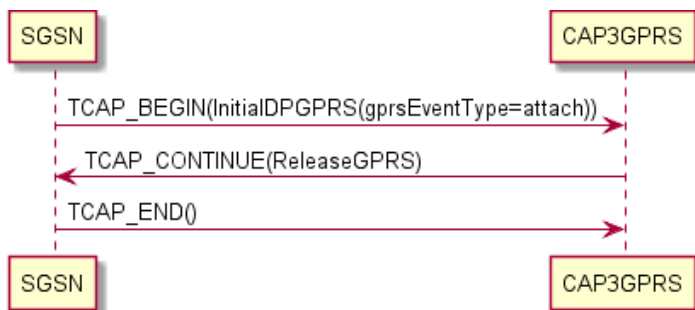 SGSN
CAP3GPRS
TCAP_BEGIN(InitialDPGPRS(gprsEventType=attach))
TCAP_CONTINUE(ReleaseGPRS)
TCAP_END()
SGSN
CAP3GPRS